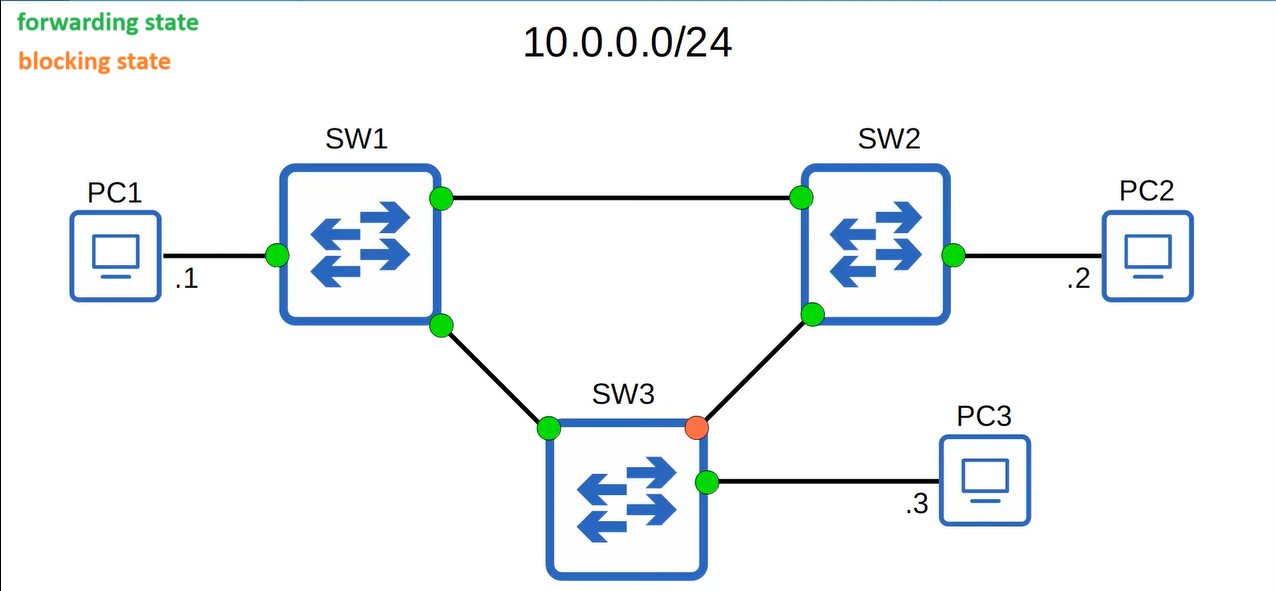 forwarding state
blocking state
10.0.0.0/24
SW1
SW2
PC1
PC2
.1
.2
SW3
PC3
.3